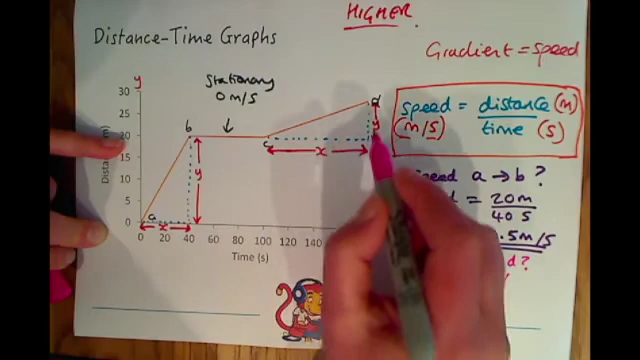 HIGHER
Distance-Time Graphs
Gradient = speed
y
Stationary
0 m/s
30
25
20
15
10
5
0
a
b
c
d
x
y
x
0 20 40 60 80 100 120 140
Time (s)
speed = distance (m)
(m/s) time (s)
a → b ?
= 20m
40 s
.5m/s
d?